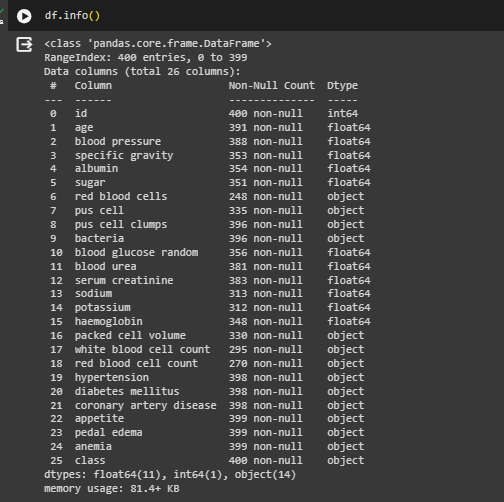 df.info()
<class 'pandas.core.frame.DataFrame'>
RangeIndex: 400 entries, 0 to 399
Data columns (total 26 columns):
 #   Column                   Non-Null Count  Dtype
---  ------                   --------------  -----
 0   id                       400 non-null    int64
 1   age                      391 non-null    float64
 2   blood pressure           388 non-null    float64
 3   specific gravity         353 non-null    float64
 4   albumin                  354 non-null    float64
 5   sugar                    351 non-null    float64
 6   red blood cells          248 non-null    object
 7   pus cell                 335 non-null    object
 8   pus cell clumps          396 non-null    object
 9   bacteria                 396 non-null    object
 10  blood glucose random     356 non-null    float64
 11  blood urea               381 non-null    float64
 12  serum creatinine         383 non-null    float64
 13  sodium                   313 non-null    float64
 14  potassium                312 non-null    float64
 15  haemoglobin              348 non-null    float64
 16  packed cell volume       330 non-null    object
 17  white blood cell count   295 non-null    object
 18  red blood cell count     270 non-null    object
 19  hypertension             398 non-null    object
 20  diabetes mellitus        398 non-null    object
 21  coronary artery disease  398 non-null    object
 22  appetite                 399 non-null    object
 23  pedal edema              399 non-null    object
 24  anemia                   399 non-null    object
 25  class                    400 non-null    object
dtypes: float64(11), int64(1), object(14)
memory usage: 81.4+ KB